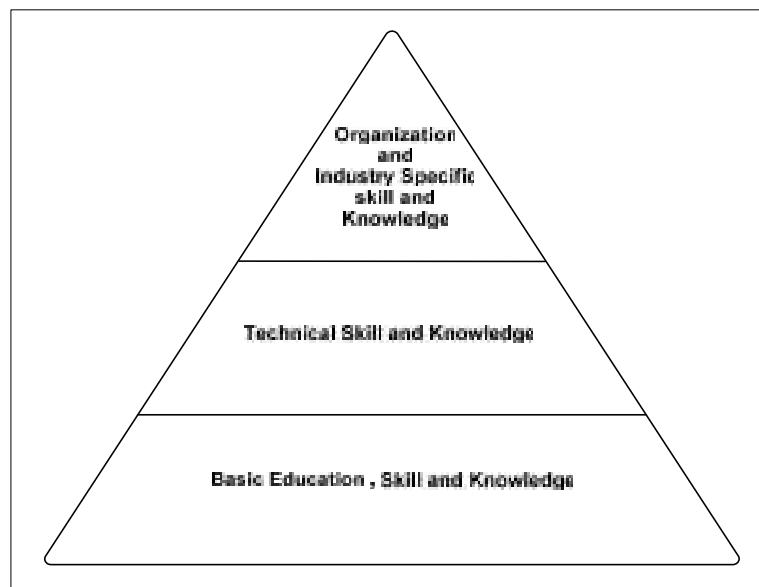 Organization
and
Industry Specific
skill and
Knowledge
Technical Skill and Knowledge
Basic Education , Skill and Knowledge